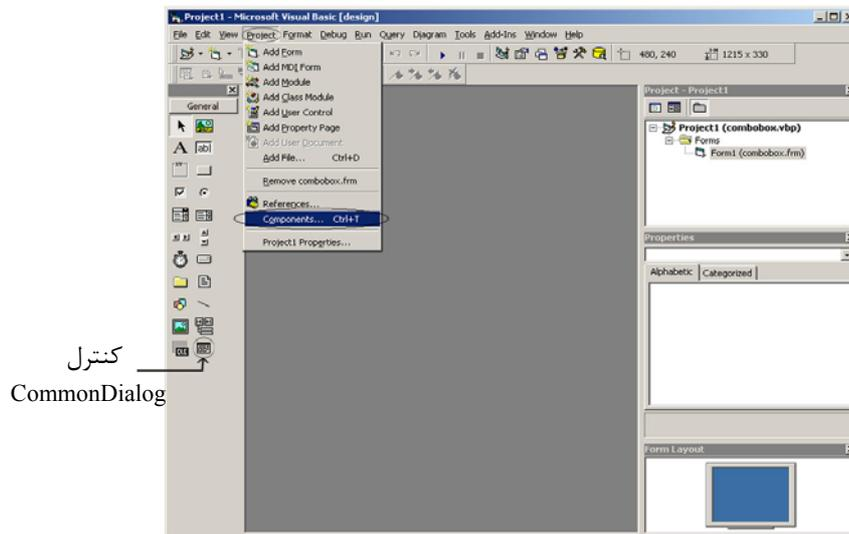 Project1 - Microsoft Visual Basic [design]
File Edit View Project Format Debug Run Query Diagram Tools Add-Ins Window Help
480, 240 1215 x 330
General
Add Form
Add MDI Form
Add Module
Add Class Module
Add User Control
Add Property Page
Add User Document
Add File... Ctrl+D
Remove combobox.frm
References...
Components... Ctrl+T
Project1 Properties...
A ab|
OLE
کنترل
CommonDialog
Project - Project1
Project1 (combobox.vbp)
Forms
Form1 (combobox.frm)
Properties
Alphabetic Categorized
Form Layout